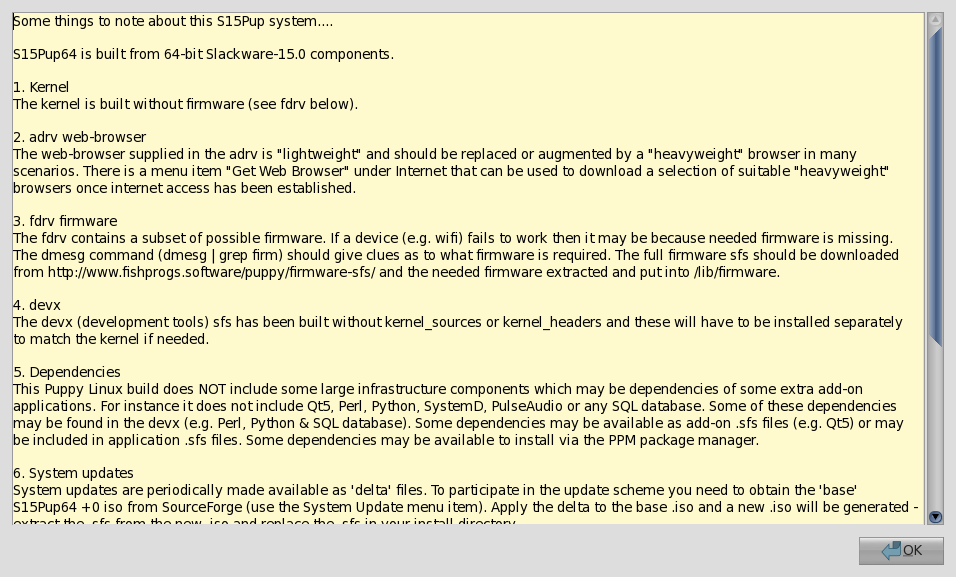 Some things to note about this S15Pup system....
S15Pup64 is built from 64-bit Slackware-15.0 components.
1. Kernel
The kernel is built without firmware (see fdrv below).
2. adrv web-browser
The web-browser supplied in the adrv is "lightweight" and should be replaced or augmented by a "heavyweight" browser in many
scenarios. There is a menu item "Get Web Browser" under Internet that can be used to download a selection of suitable "heavyweight"
browsers once internet access has been established.
3. fdrv firmware
The fdrv contains a subset of possible firmware. If a device (e.g. wifi) fails to work then it may be because needed firmware is missing.
The dmesg command (dmesg | grep firm) should give clues as to what firmware is required. The full firmware sfs should be downloaded
from http://www.fishprogs.software/puppy/firmware-sfs/ and the needed firmware extracted and put into /lib/firmware.
4. devx
The devx (development tools) sfs has been built without kernel_sources or kernel_headers and these will have to be installed separately
to match the kernel if needed.
5. Dependencies
This Puppy Linux build does NOT include some large infrastructure components which may be dependencies of some extra add-on
applications. For instance it does not include Qt5, Perl, Python, SystemD, PulseAudio or any SQL database. Some of these dependencies
may be found in the devx (e.g. Perl, Python & SQL database). Some dependencies may be available as add-on .sfs files (e.g. Qt5) or may
be included in application .sfs files. Some dependencies may be available to install via the PPM package manager.
6. System updates
System updates are periodically made available as 'delta' files. To participate in the update scheme you need to obtain the 'base'
S15Pup64 +0 iso from SourceForge (use the System Update menu item). Apply the delta to the base .iso and a new .iso will be generated -
extract the .sfs from the new .iso and replace the .sfs in your install directory.
OK